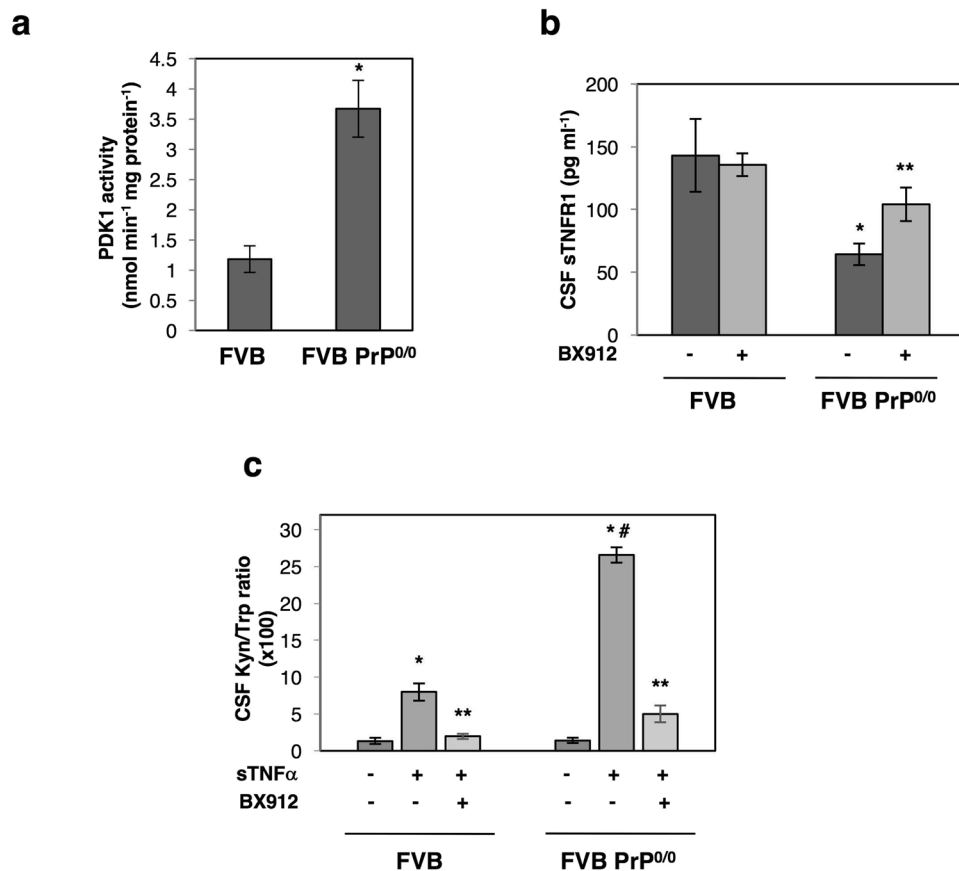 a
PDK1 activity
(nmol min⁻¹ mg protein⁻¹)
4.5
4
3.5
3
2.5
2
1.5
1
0.5
0
*
FVB FVB PrP⁰/⁰
b
CSF sTNFR1 (pg ml⁻¹)
200
150
100
50
0
*
**
BX912 - + - +
FVB FVB PrP⁰/⁰
c
CSF Kyn/Trp ratio
(x100)
30
25
20
15
10
5
0
*
**
* #
**
sTNFα - + + - + +
BX912 - - + - - +
FVB FVB PrP⁰/⁰